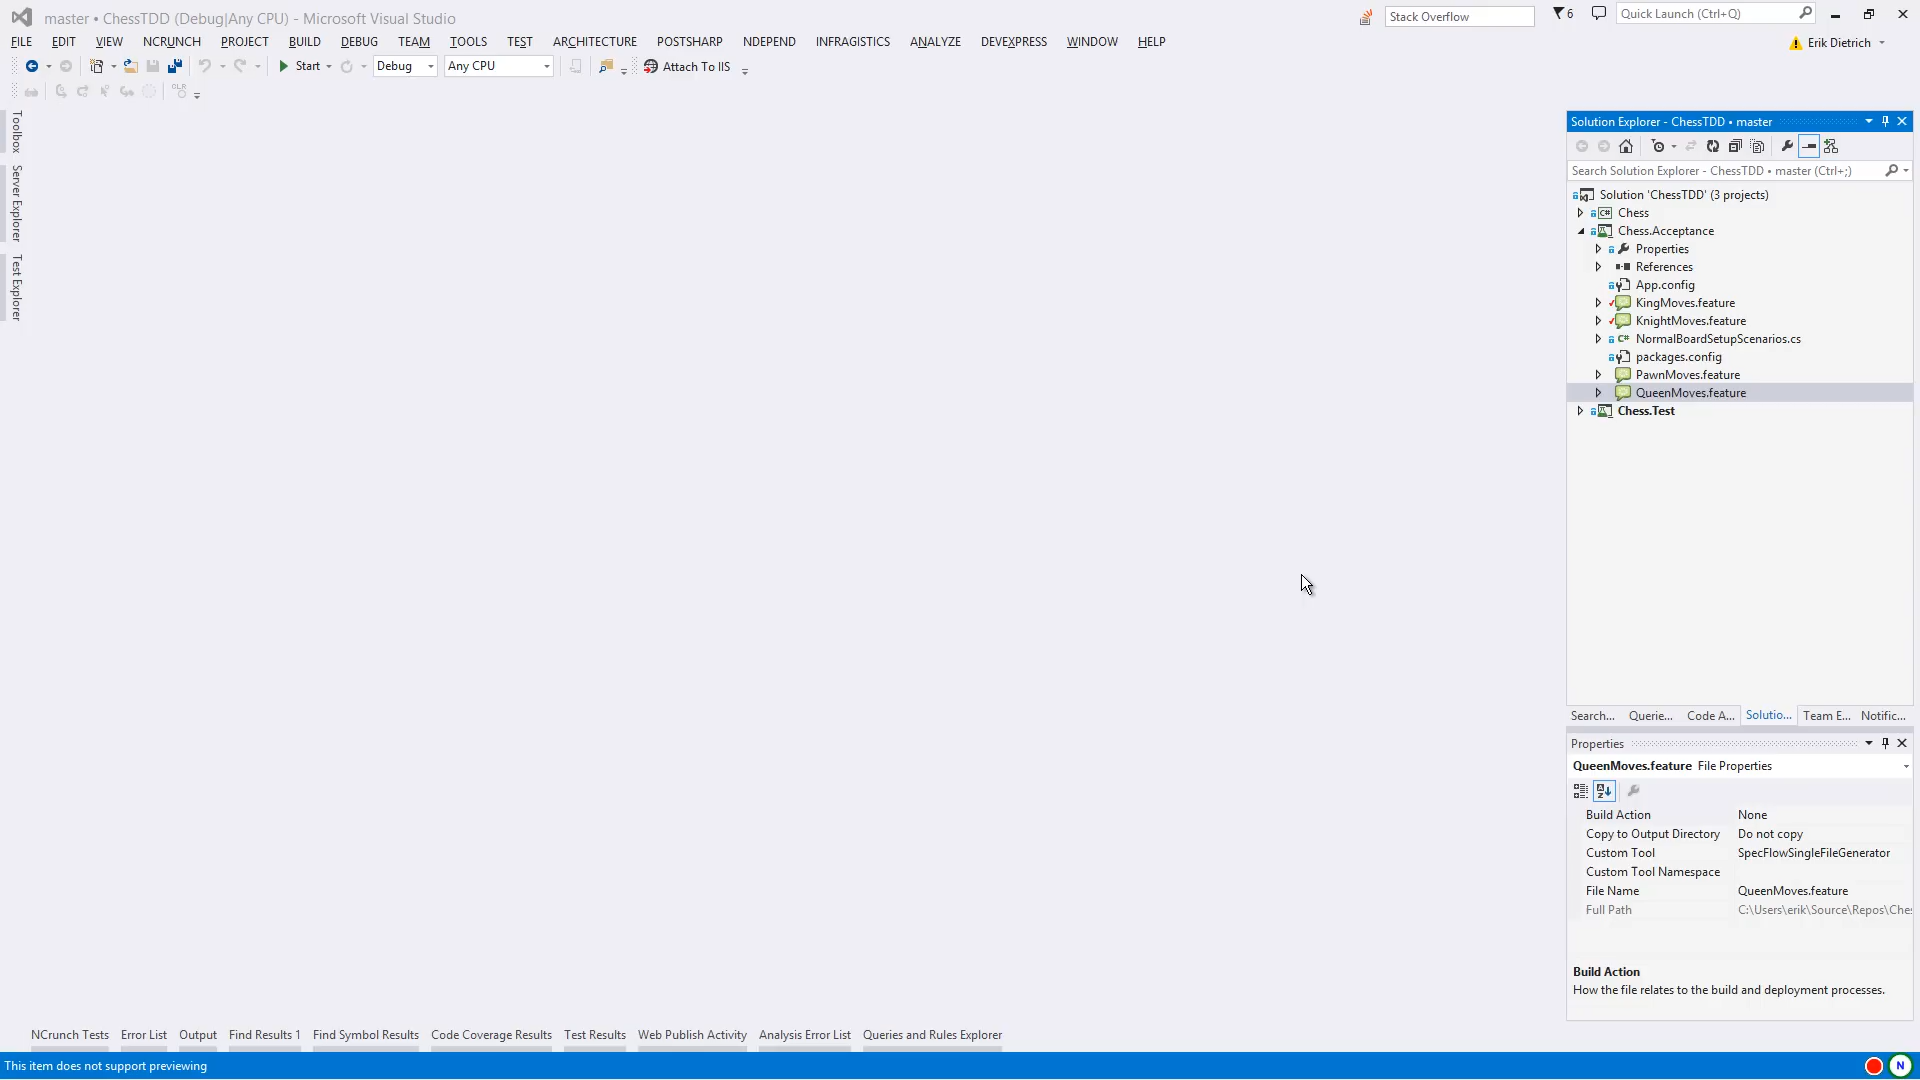 master • ChessTDD (Debug|Any CPU) - Microsoft Visual Studio
Stack Overflow
6
Quick Launch (Ctrl+Q)
FILE EDIT VIEW NCRUNCH PROJECT BUILD DEBUG TEAM TOOLS TEST ARCHITECTURE POSTSHARP NDEPEND INFRAGISTICS ANALYZE DEVEXPRESS WINDOW HELP
Erik Dietrich
Start Debug Any CPU Attach To IIS
Toolbox
Server Explorer
Test Explorer
Solution Explorer - ChessTDD • master
Search Solution Explorer - ChessTDD • master (Ctrl+;)
Solution 'ChessTDD' (3 projects)
Chess
Chess.Acceptance
Properties
References
App.config
KingMoves.feature
KnightMoves.feature
NormalBoardSetupScenarios.cs
packages.config
PawnMoves.feature
QueenMoves.feature
Chess.Test
Search... Querie... Code A... Solutio... Team E... Notific...
Properties
QueenMoves.feature File Properties
Build Action None
Copy to Output Directory Do not copy
Custom Tool SpecFlowSingleFileGenerator
Custom Tool Namespace
File Name QueenMoves.feature
Full Path C:\Users\erik\Source\Repos\Ches
Build Action
How the file relates to the build and deployment processes.
NCrunch Tests Error List Output Find Results 1 Find Symbol Results Code Coverage Results Test Results Web Publish Activity Analysis Error List Queries and Rules Explorer
This item does not support previewing
N